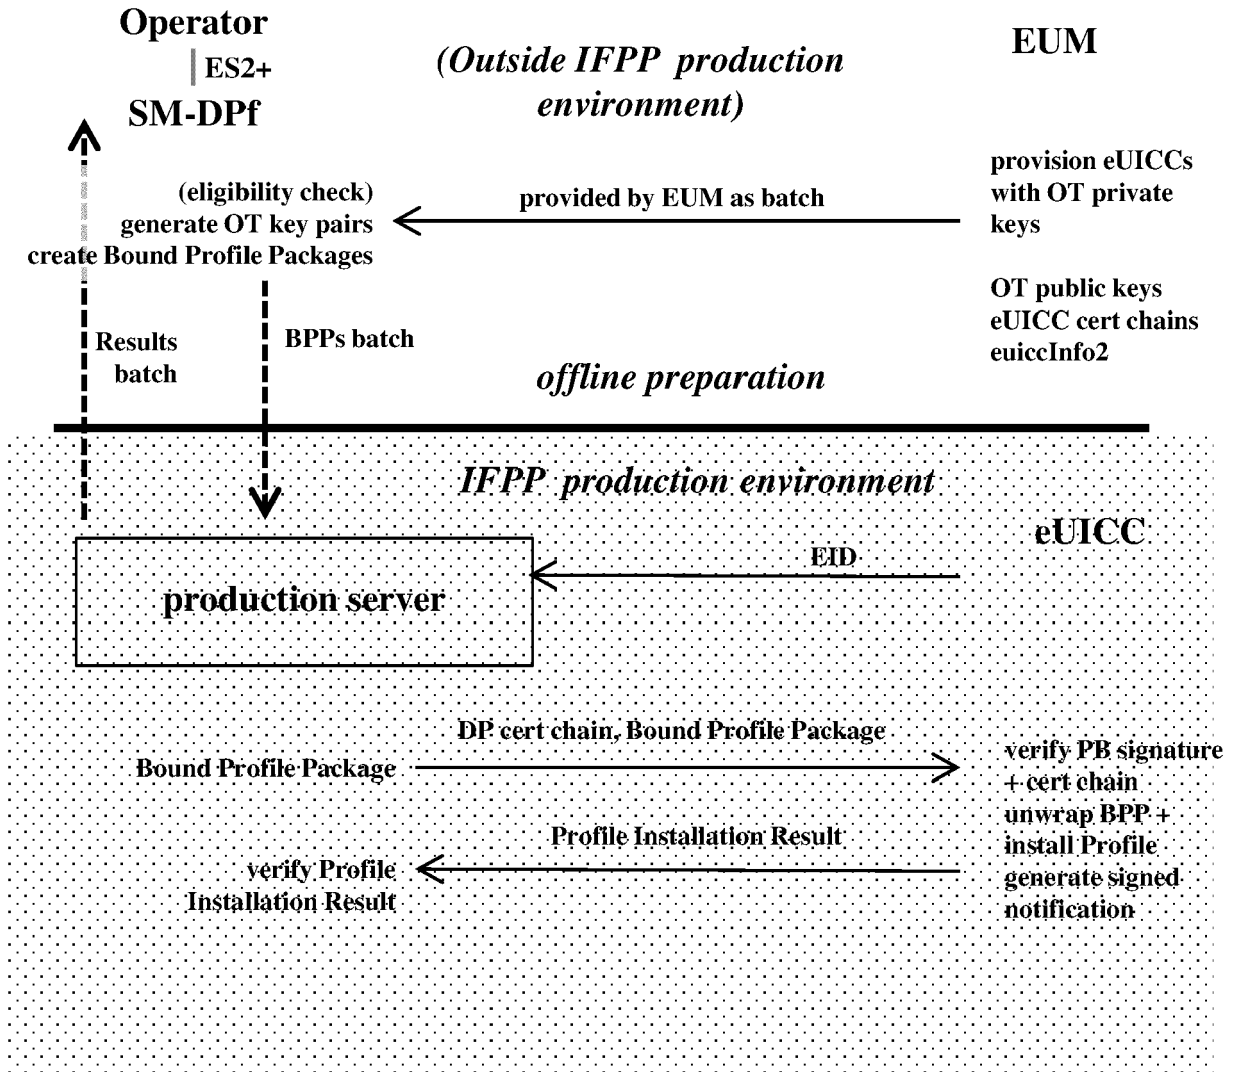 Operator
ES2+
SM-DPf
(Outside IFPP production
environment)
EUM
(eligibility check)
generate OT key pairs
create Bound Profile Packages
provided by EUM as batch
provision eUICCs
with OT private
keys
OT public keys
eUICC cert chains
euiccInfo2
Results
batch
BPPs batch
offline preparation
IFPP production environment
eUICC
production server
EID
DP cert chain, Bound Profile Package
Bound Profile Package
verify PB signature
+ cert chain
unwrap BPP +
install Profile
generate signed
notification
Profile Installation Result
verify Profile
Installation Result